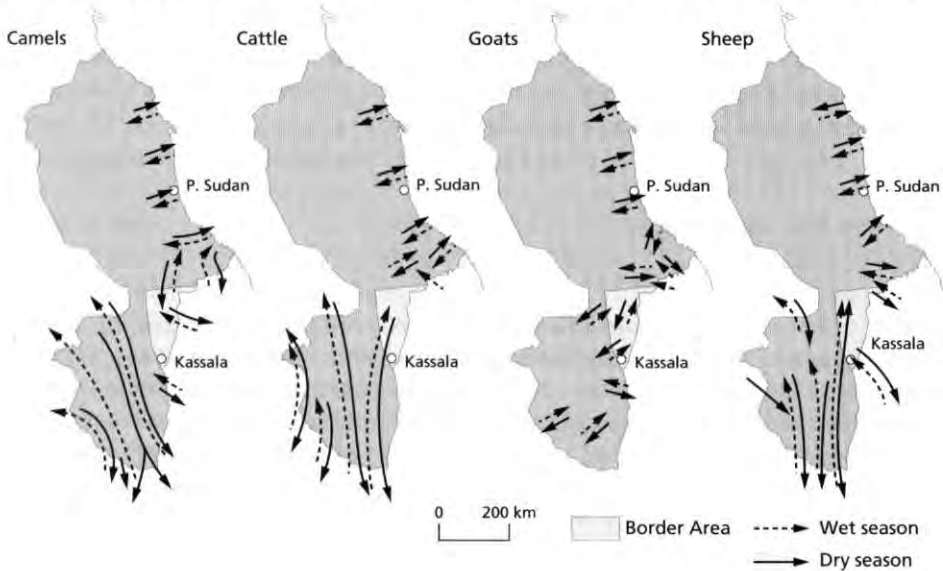 Camels
Cattle
Goats
Sheep
P. Sudan
P. Sudan
P. Sudan
P. Sudan
Kassala
Kassala
Kassala
Kassala
0 200 km
Border Area
Wet season
Dry season